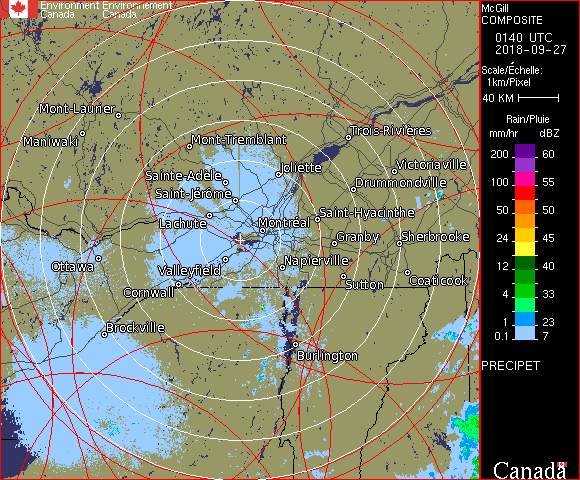 Environment Environnement
Canada Canada
McGill
COMPOSITE
0140 UTC
2018-09-27
Scale/Échelle:
1km/Pixel
40 KM
Rain/Pluie
mm/hr dBZ
200 60
100 55
50 50
24 45
12 40
4 33
1 23
0.1 7
PRECIPET
Canada
Mont-Laurier
Maniwaki
Mont-Tremblant
Trois-Rivières
Sainte-Adèle
Joliette
Victoriaville
Saint-Jérôme
Drummondville
Lachute
Montréal
Saint-Hyacinthe
Granby
Sherbrooke
Ottawa
Valleyfield
Napierville
Cornwall
Sutton
Coaticook
Brockville
Burlington